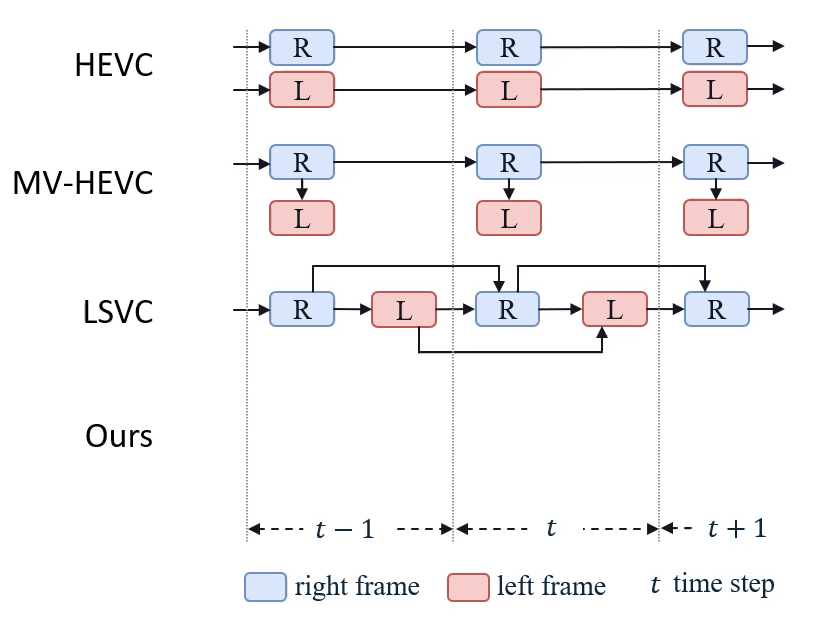 HEVC
R R R
L L L
MV-HEVC
R R R
L L L
LSVC
R L R L R
Ours
t − 1 t t + 1
right frame left frame t time step